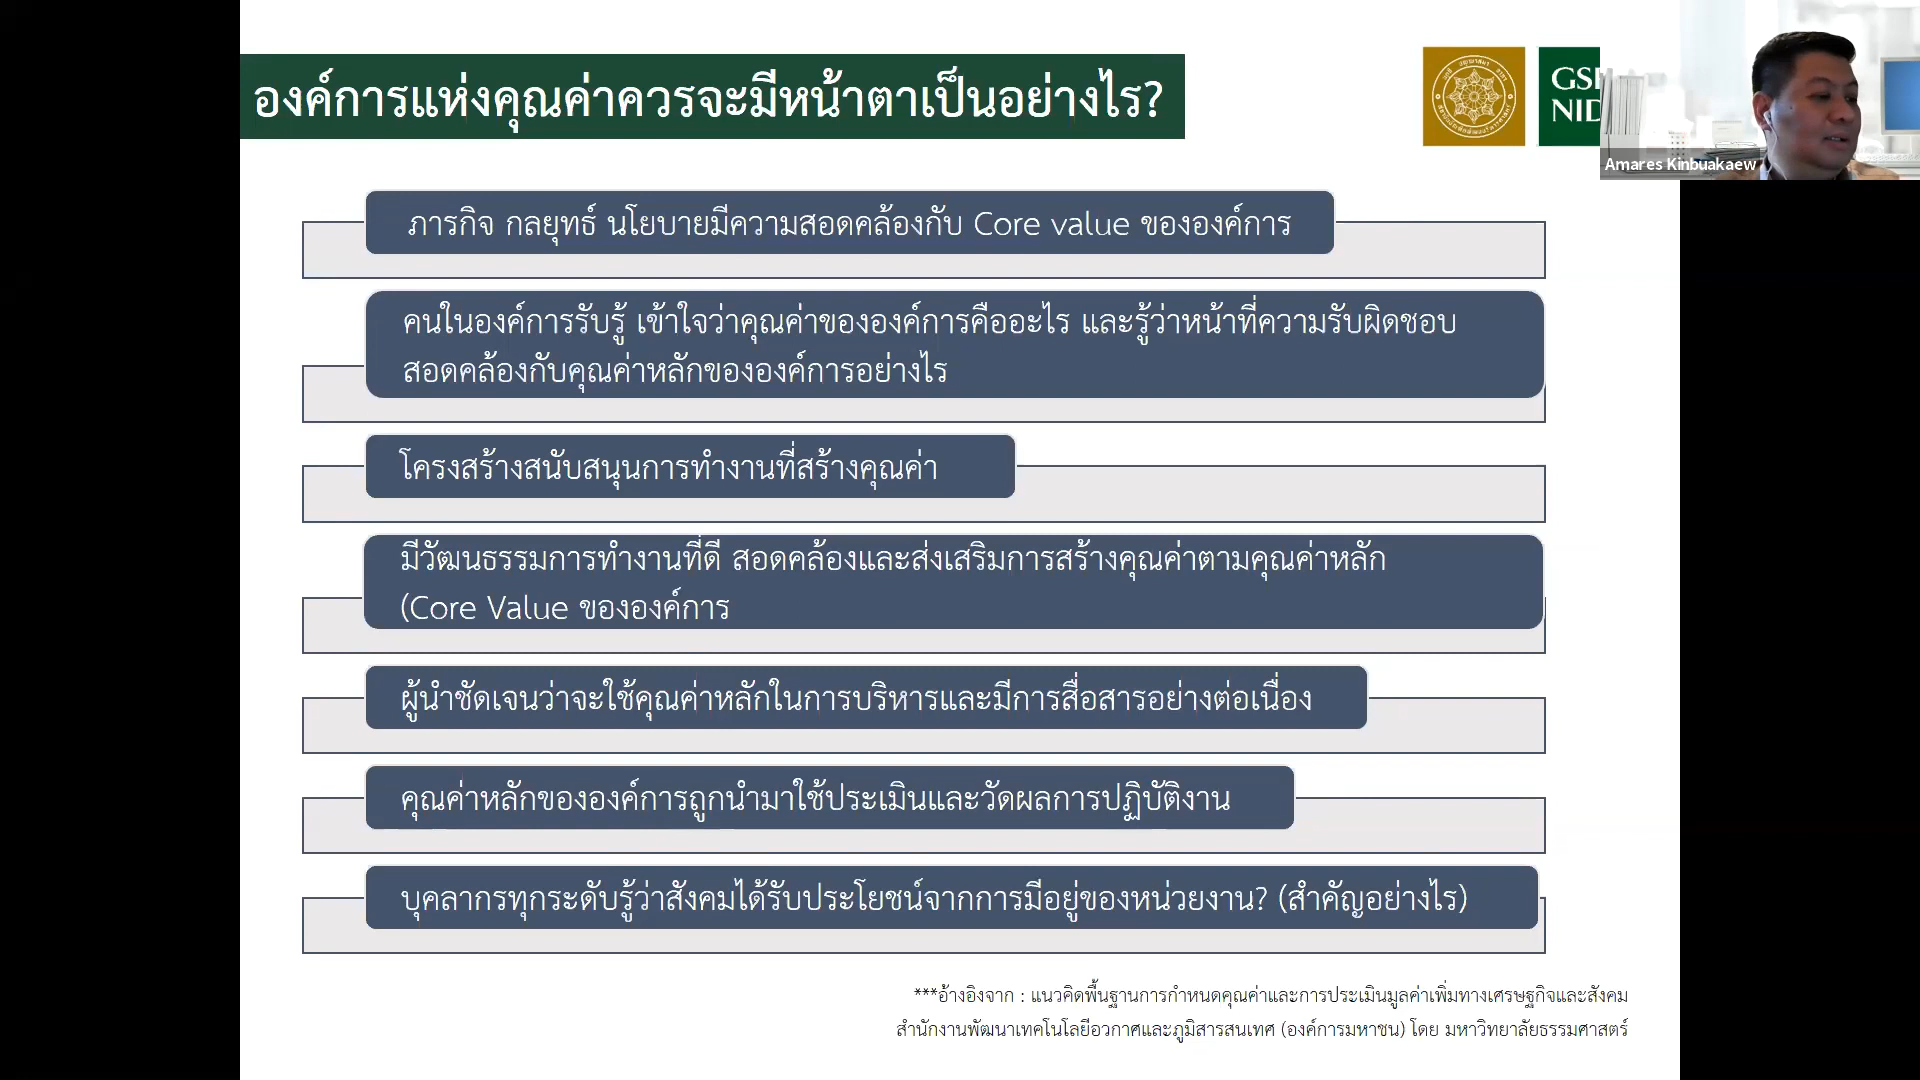 องค์การแห่งคุณค่าควรจะมีหน้าตาเป็นอย่างไร?
GSI
NID
Amares Kinbuakaew
ภารกิจ กลยุทธ์ นโยบายมีความสอดคล้องกับ Core value ขององค์การ
คนในองค์การรับรู้ เข้าใจว่าคุณค่าขององค์การคืออะไร และรู้ว่าหน้าที่ความรับผิดชอบ
สอดคล้องกับคุณค่าหลักขององค์การอย่างไร
โครงสร้างสนับสนุนการทำงานที่สร้างคุณค่า
มีวัฒนธรรมการทำงานที่ดี สอดคล้องและส่งเสริมการสร้างคุณค่าตามคุณค่าหลัก
(Core Value ขององค์การ
ผู้นำชัดเจนว่าจะใช้คุณค่าหลักในการบริหารและมีการสื่อสารอย่างต่อเนื่อง
คุณค่าหลักขององค์การถูกนำมาใช้ประเมินและวัดผลการปฏิบัติงาน
บุคลากรทุกระดับรู้ว่าสังคมได้รับประโยชน์จากการมีอยู่ของหน่วยงาน? (สำคัญอย่างไร)
***อ้างอิงจาก : แนวคิดพื้นฐานการกำหนดคุณค่าและการประเมินมูลค่าเพิ่มทางเศรษฐกิจและสังคม
สำนักงานพัฒนาเทคโนโลยีอวกาศและภูมิสารสนเทศ (องค์การมหาชน) โดย มหาวิทยาลัยธรรมศาสตร์